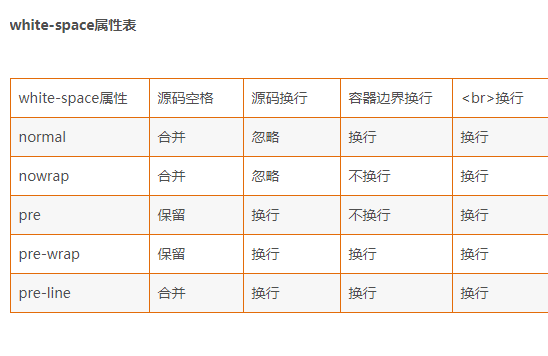 white-space属性表
white-space属性 源码空格 源码换行 容器边界换行 <br>换行
normal 合并 忽略 换行 换行
nowrap 合并 忽略 不换行 换行
pre 保留 换行 不换行 换行
pre-wrap 保留 换行 换行 换行
pre-line 合并 换行 换行 换行